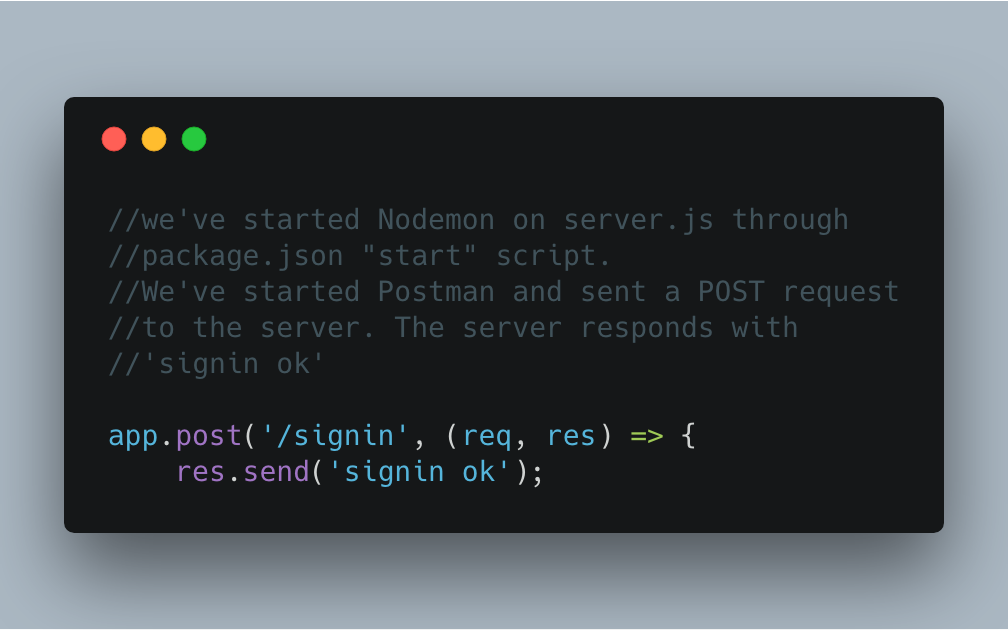 //we've started Nodemon on server.js through
//package.json "start" script.
//We've started Postman and sent a POST request
//to the server. The server responds with
//'signin ok'
app.post('/signin', (req, res) => {
    res.send('signin ok');